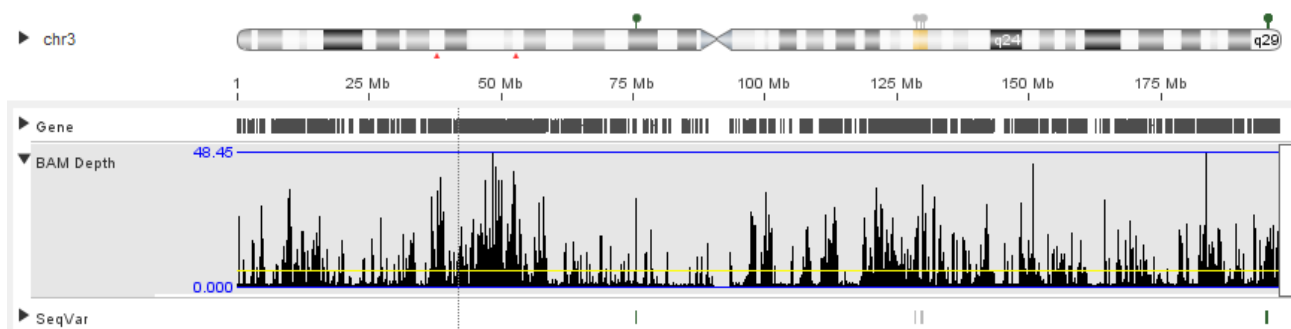 chr3
q24
q29
1
25 Mb
50 Mb
75 Mb
100 Mb
125 Mb
150 Mb
175 Mb
Gene
BAM Depth
48.45
0.000
SeqVar